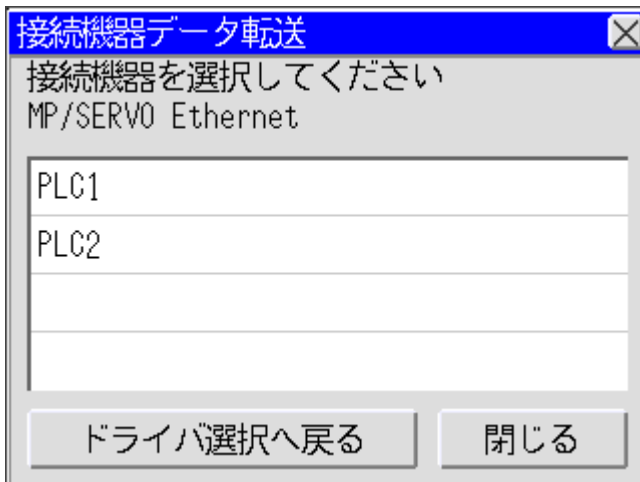 接続機器データ転送
接続機器を選択してください
MP/SERVO Ethernet
PLC1
PLC2
ドライバ選択へ戻る
閉じる